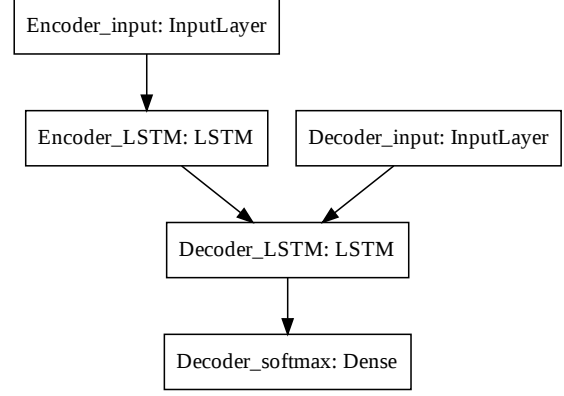 Encoder_input: InputLayer
Encoder_LSTM: LSTM
Decoder_input: InputLayer
Decoder_LSTM: LSTM
Decoder_softmax: Dense